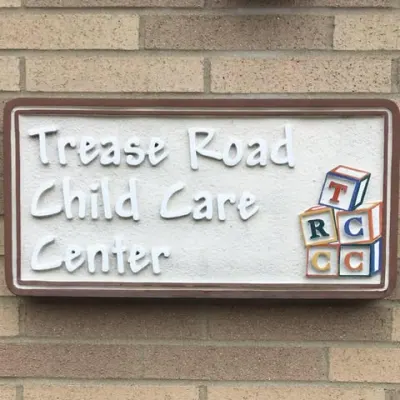 Trease Road
Child Care
Center
T
R C
C C